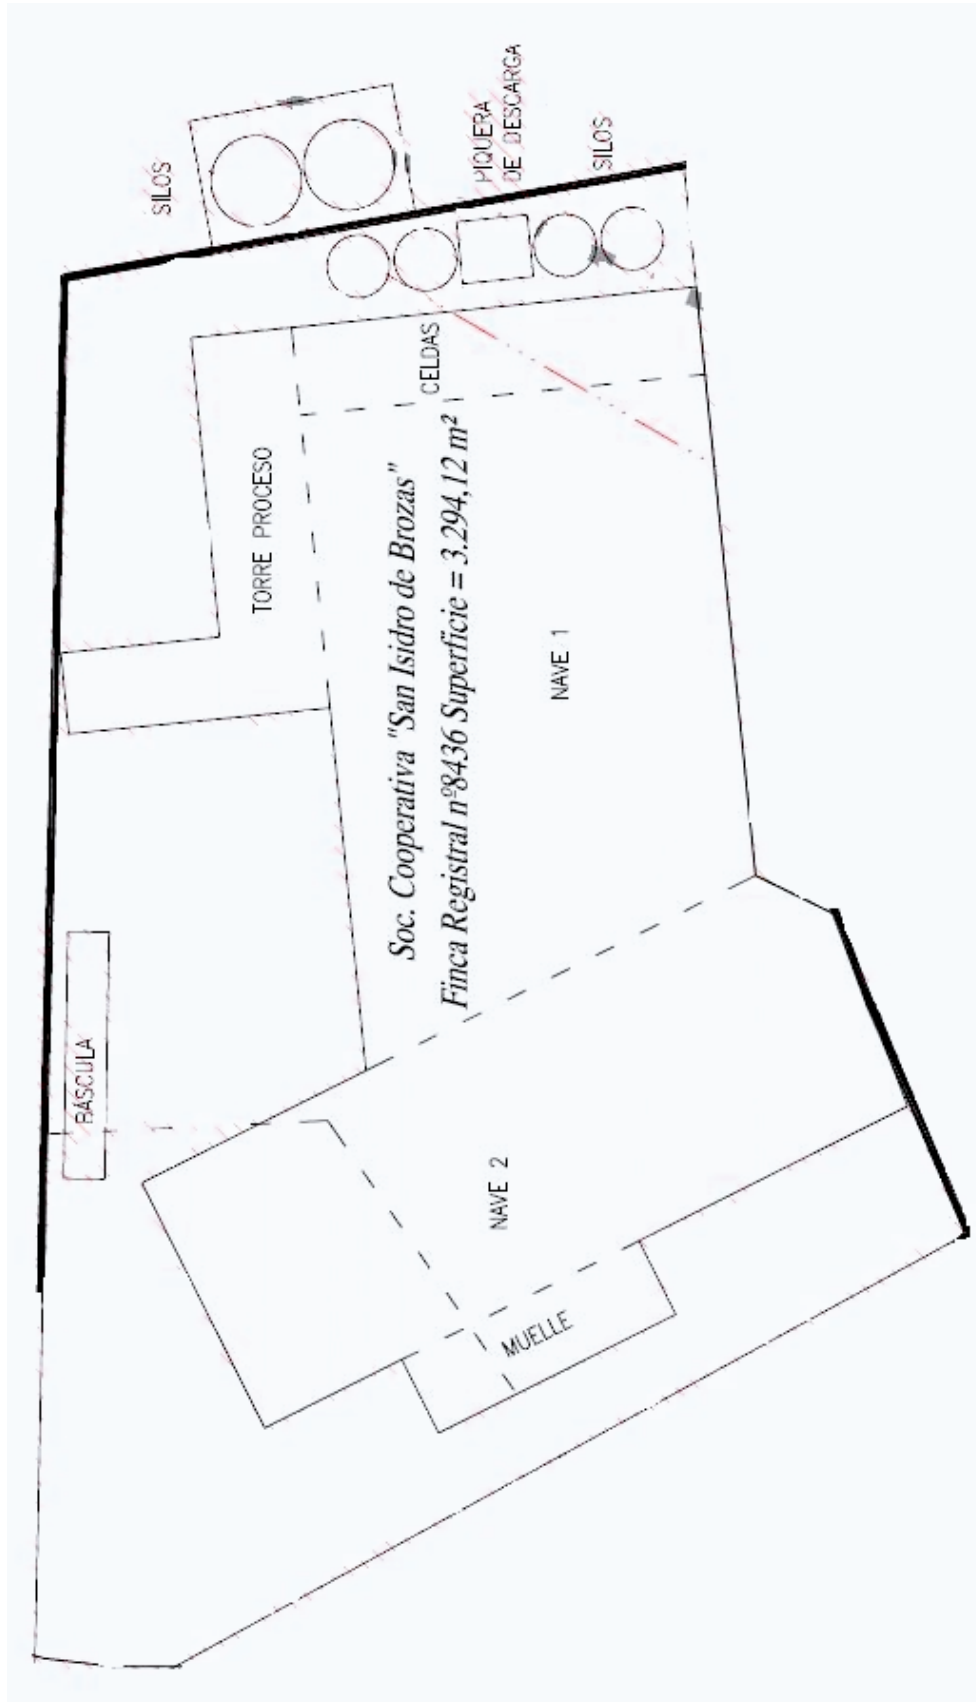 SILOS
PIQUERA
DE DESCARGA
SILOS
CELDAS
TORRE PROCESO
Soc. Cooperativa "San Isidro de Brozas"
Finca Registral nº8436 Superficie = 3.294,12 m²
NAVE 1
BÁSCULA
NAVE 2
MUELLE